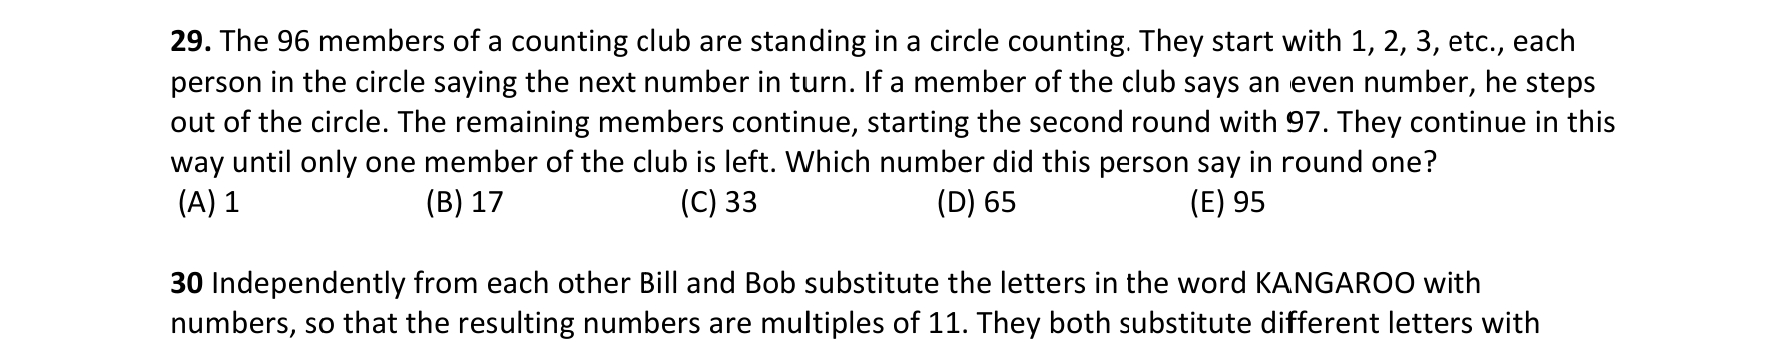 29. The 96 members of a counting club are standing in a circle counting. They start with 1, 2, 3, etc., each
person in the circle saying the next number in turn. If a member of the club says an even number, he steps
out of the circle. The remaining members continue, starting the second round with 97. They continue in this
way until only one member of the club is left. Which number did this person say in round one?
(A) 1 (B) 17 (C) 33 (D) 65 (E) 95
30 Independently from each other Bill and Bob substitute the letters in the word KANGAROO with
numbers, so that the resulting numbers are multiples of 11. They both substitute different letters with